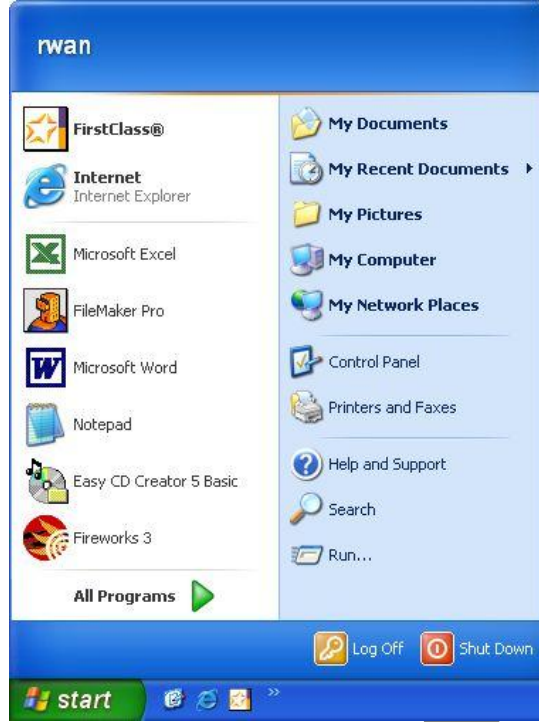 rwan
FirstClass®
Internet
Internet Explorer
Microsoft Excel
FileMaker Pro
Microsoft Word
Notepad
Easy CD Creator 5 Basic
Fireworks 3
All Programs
My Documents
My Recent Documents
My Pictures
My Computer
My Network Places
Control Panel
Printers and Faxes
Help and Support
Search
Run...
Log Off
Shut Down
start